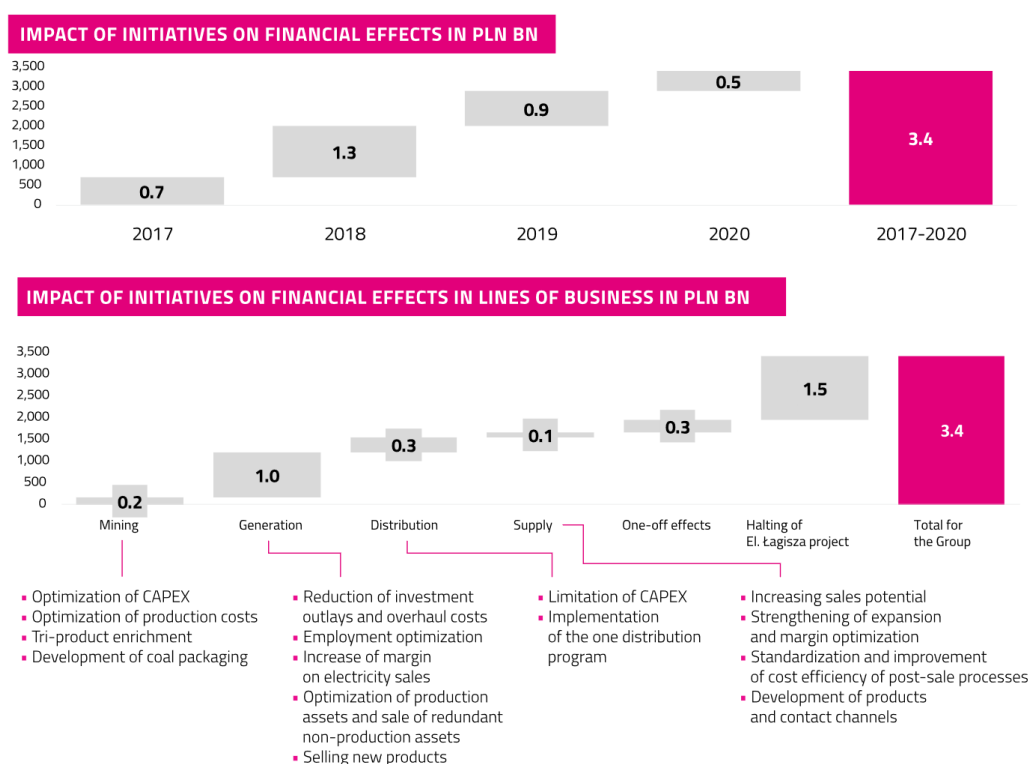 IMPACT OF INITIATIVES ON FINANCIAL EFFECTS IN PLN BN
3,500
3,000
2,500
2,000
1,500
1,000
500
0
0.7
1.3
0.9
0.5
3.4
2017
2018
2019
2020
2017-2020
IMPACT OF INITIATIVES ON FINANCIAL EFFECTS IN LINES OF BUSINESS IN PLN BN
3,500
3,000
2,500
2,000
1,500
1,000
500
0
0.2
1.0
0.3
0.1
0.3
1.5
3.4
Mining
Generation
Distribution
Supply
One-off effects
Halting of
El. Łagisza project
Total for
the Group
▪ Optimization of CAPEX
▪ Optimization of production costs
▪ Tri-product enrichment
▪ Development of coal packaging
▪ Reduction of investment
outlays and overhaul costs
▪ Employment optimization
▪ Increase of margin
on electricity sales
▪ Optimization of production
assets and sale of redundant
non-production assets
▪ Selling new products
▪ Limitation of CAPEX
▪ Implementation
of the one distribution
program
▪ Increasing sales potential
▪ Strengthening of expansion
and margin optimization
▪ Standardization and improvement
of cost efficiency of post-sale processes
▪ Development of products
and contact channels